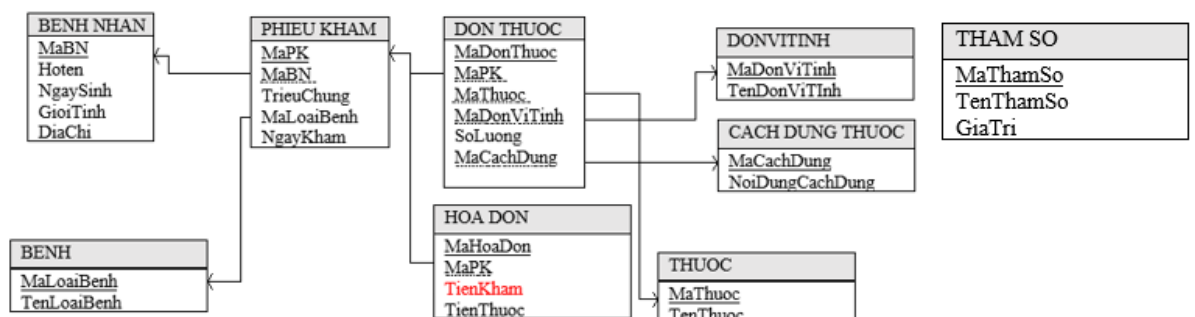 BENH NHAN
MaBN
Hoten
NgaySinh
GioiTinh
DiaChi
PHIEU KHAM
MaPK
MaBN
TrieuChung
MaLoaiBenh
NgayKham
DON THUOC
MaDonThuoc
MaPK
MaThuoc
MaDonViTinh
SoLuong
MaCachDung
DONVITINH
MaDonViTinh
TenDonViTInh
CACH DUNG THUOC
MaCachDung
NoiDungCachDung
THAM SO
MaThamSo
TenThamSo
GiaTri
BENH
MaLoaiBenh
TenLoaiBenh
HOA DON
MaHoaDon
MaPK
TienKham
TienThuoc
THUOC
MaThuoc
TenThuoc